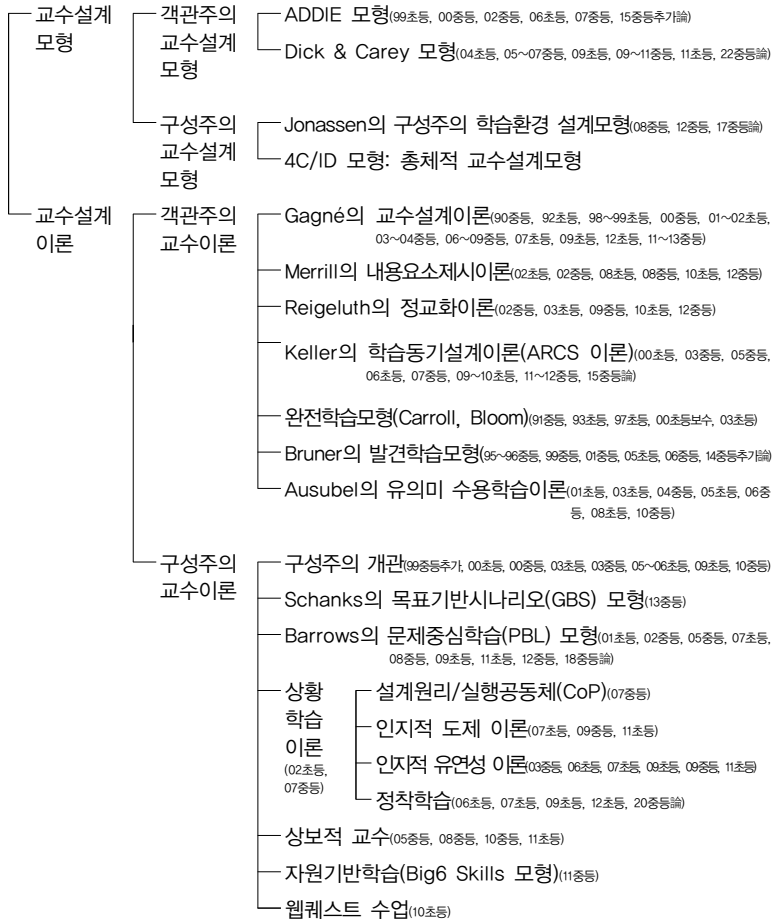 교수설계 모형
객관주의 교수설계 모형
ADDIE 모형(99초등, 00중등, 02중등, 06초등, 07중등, 15중등추가論)
Dick & Carey 모형(04초등, 05~07중등, 09초등, 09~11중등, 11초등, 22중등論)
구성주의 교수설계 모형
Jonassen의 구성주의 학습환경 설계모형(08중등, 12중등, 17중등論)
4C/ID 모형: 총체적 교수설계모형
교수설계 이론
객관주의 교수이론
Gagné의 교수설계이론(90중등, 92초등, 98~99초등, 00중등, 01~02초등,
03~04중등, 06~09중등, 07초등, 09초등, 12초등, 11~13중등)
Merrill의 내용요소제시이론(02초등, 02중등, 08초등, 08중등, 10초등, 12중등)
Reigeluth의 정교화이론(02중등, 03초등, 09중등, 10초등, 12중등)
Keller의 학습동기설계이론(ARCS 이론)(00초등, 03중등, 05중등,
06초등, 07중등, 09~10초등, 11~12중등, 15중등論)
완전학습모형(Carroll, Bloom)(91중등, 93초등, 97초등, 00초등보수, 03초등)
Bruner의 발견학습모형(95~96중등, 99중등, 01중등, 05초등, 06중등, 14중등추가論)
Ausubel의 유의미 수용학습이론(01초등, 03초등, 04중등, 05초등, 06중
등, 08초등, 10중등)
구성주의 교수이론
구성주의 개관(99중등추가, 00초등, 00중등, 03초등, 03중등, 05~06초등, 09초등, 10중등)
Schanks의 목표기반시나리오(GBS) 모형(13중등)
Barrows의 문제중심학습(PBL) 모형(01초등, 02중등, 05중등, 07초등,
08중등, 09초등, 11초등, 12중등, 18중등論)
상황
학습
이론
(02초등,
07중등)
설계원리/실행공동체(CoP)(07중등)
인지적 도제 이론(07초등, 09중등, 11초등)
인지적 유연성 이론(03중등, 06초등, 07초등, 09초등, 09중등, 11초등)
정착학습(06초등, 07초등, 09초등, 12초등, 20중등論)
상보적 교수(05중등, 08중등, 10중등, 11초등)
자원기반학습(Big6 Skills 모형)(11중등)
웹퀘스트 수업(10초등)